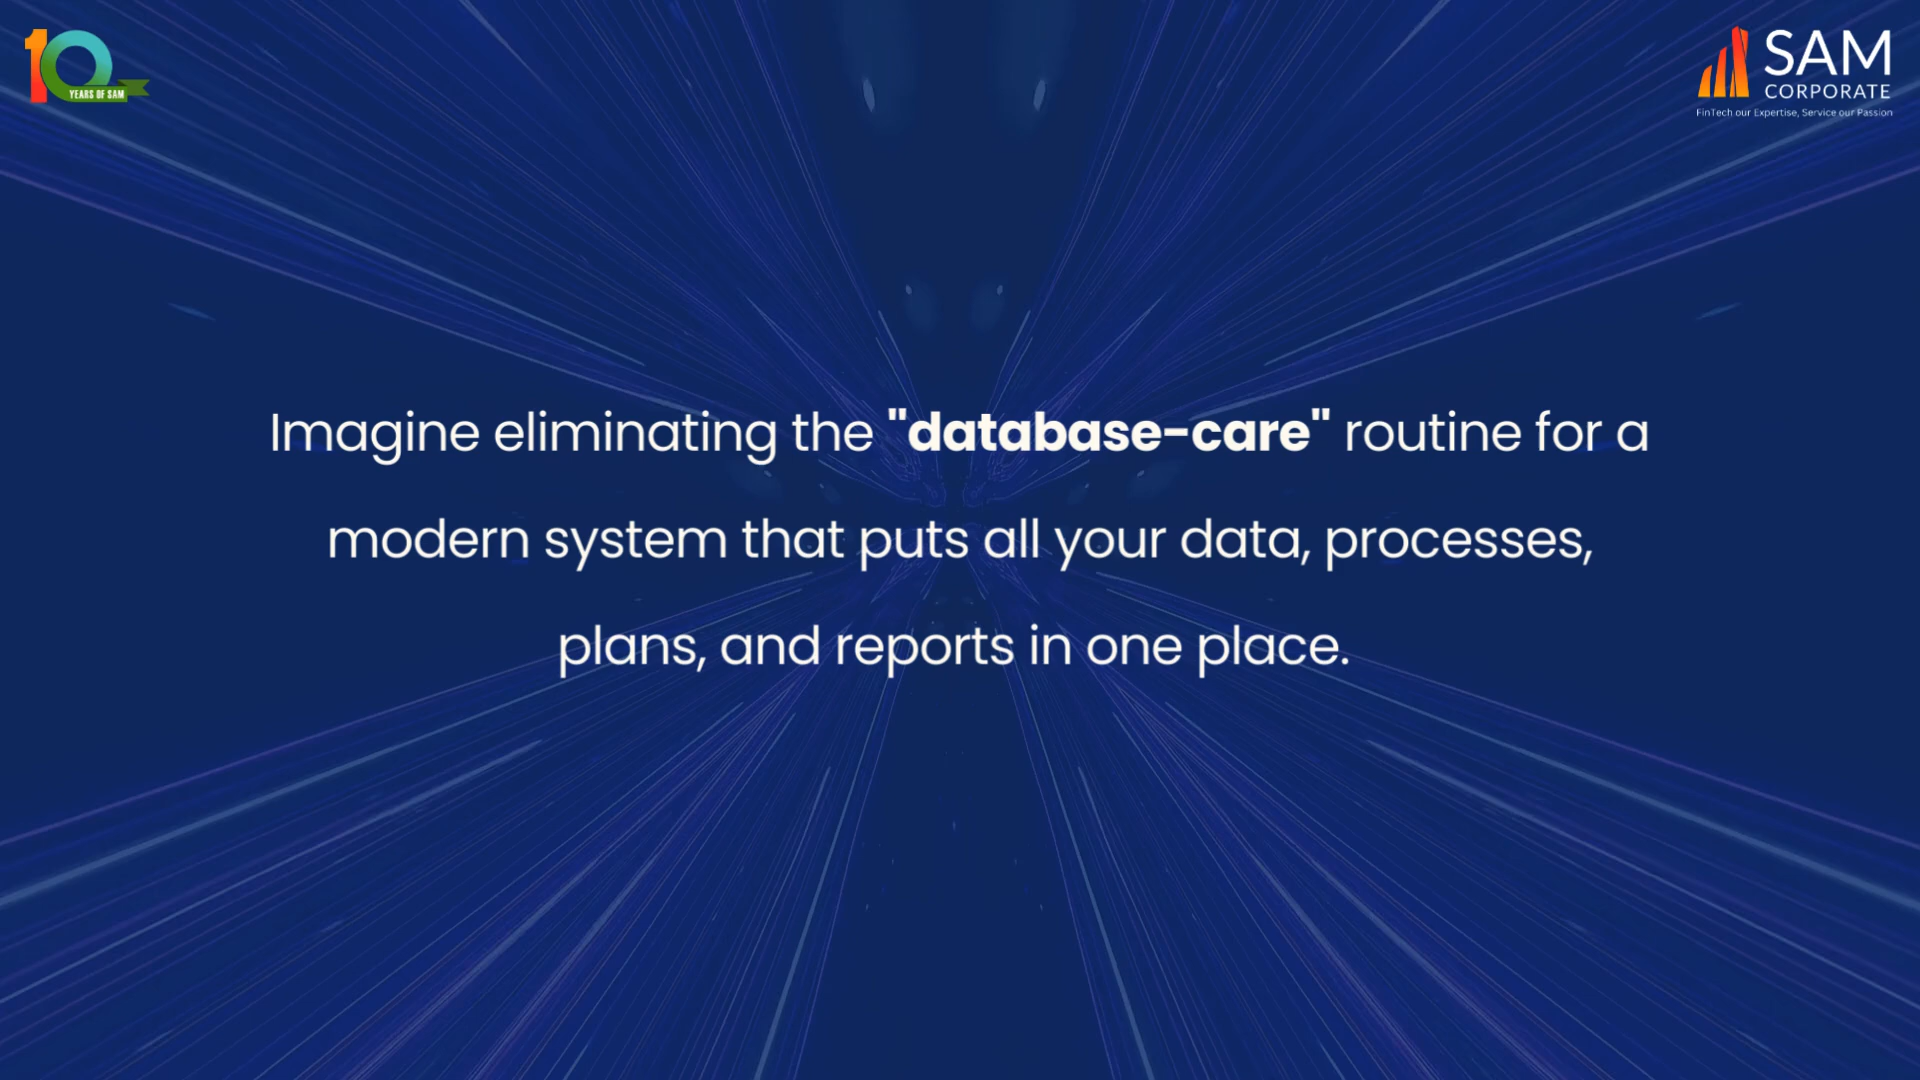 10
YEARS OF SAM
SAM
CORPORATE
FinTech our Expertise, Service our Passion
Imagine eliminating the "database-care" routine for a
modern system that puts all your data, processes,
plans, and reports in one place.